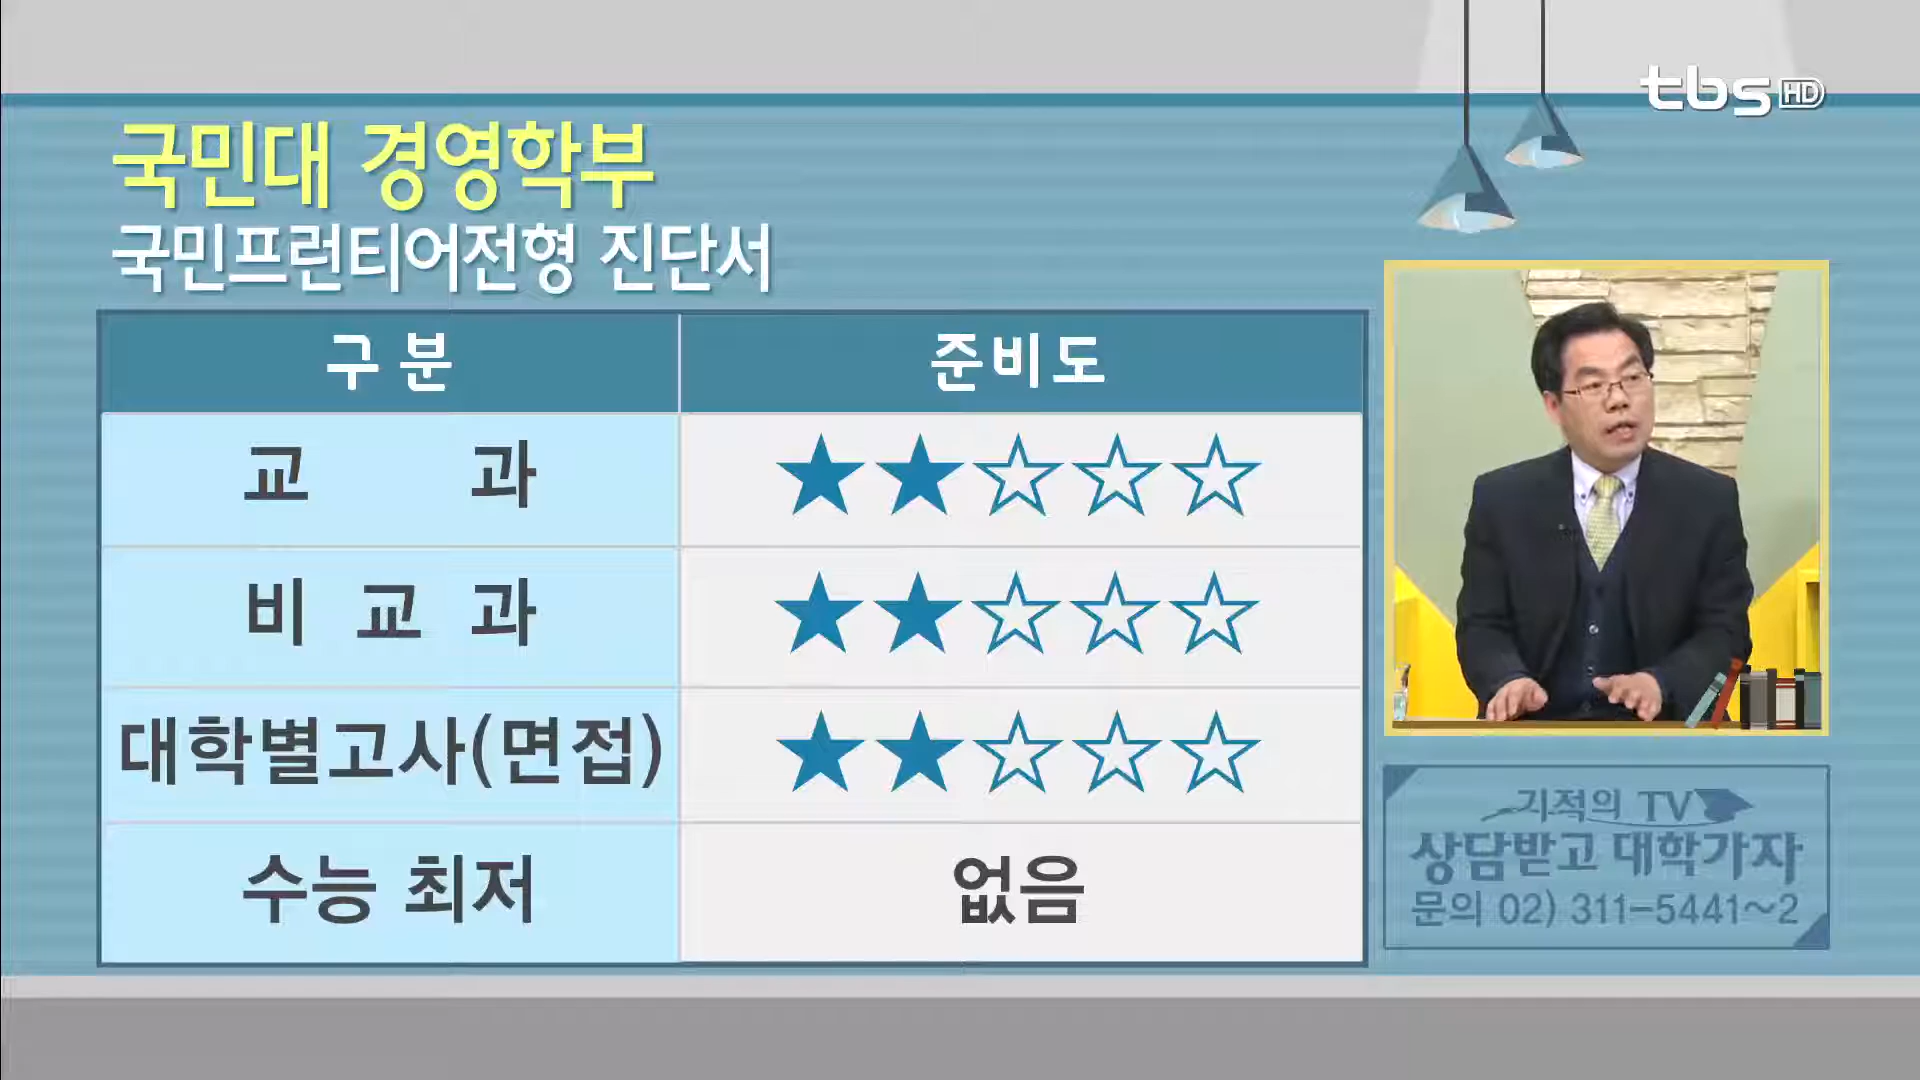 tbs HD
국민대 경영학부
국민프런티어전형 진단서
구 분 준비도
교 과 ★★☆☆☆
비 교 과 ★★☆☆☆
대학별고사(면접) ★★☆☆☆
수능 최저 없음
기적의 TV
상담받고 대학가자
문의 02) 311-5441~2